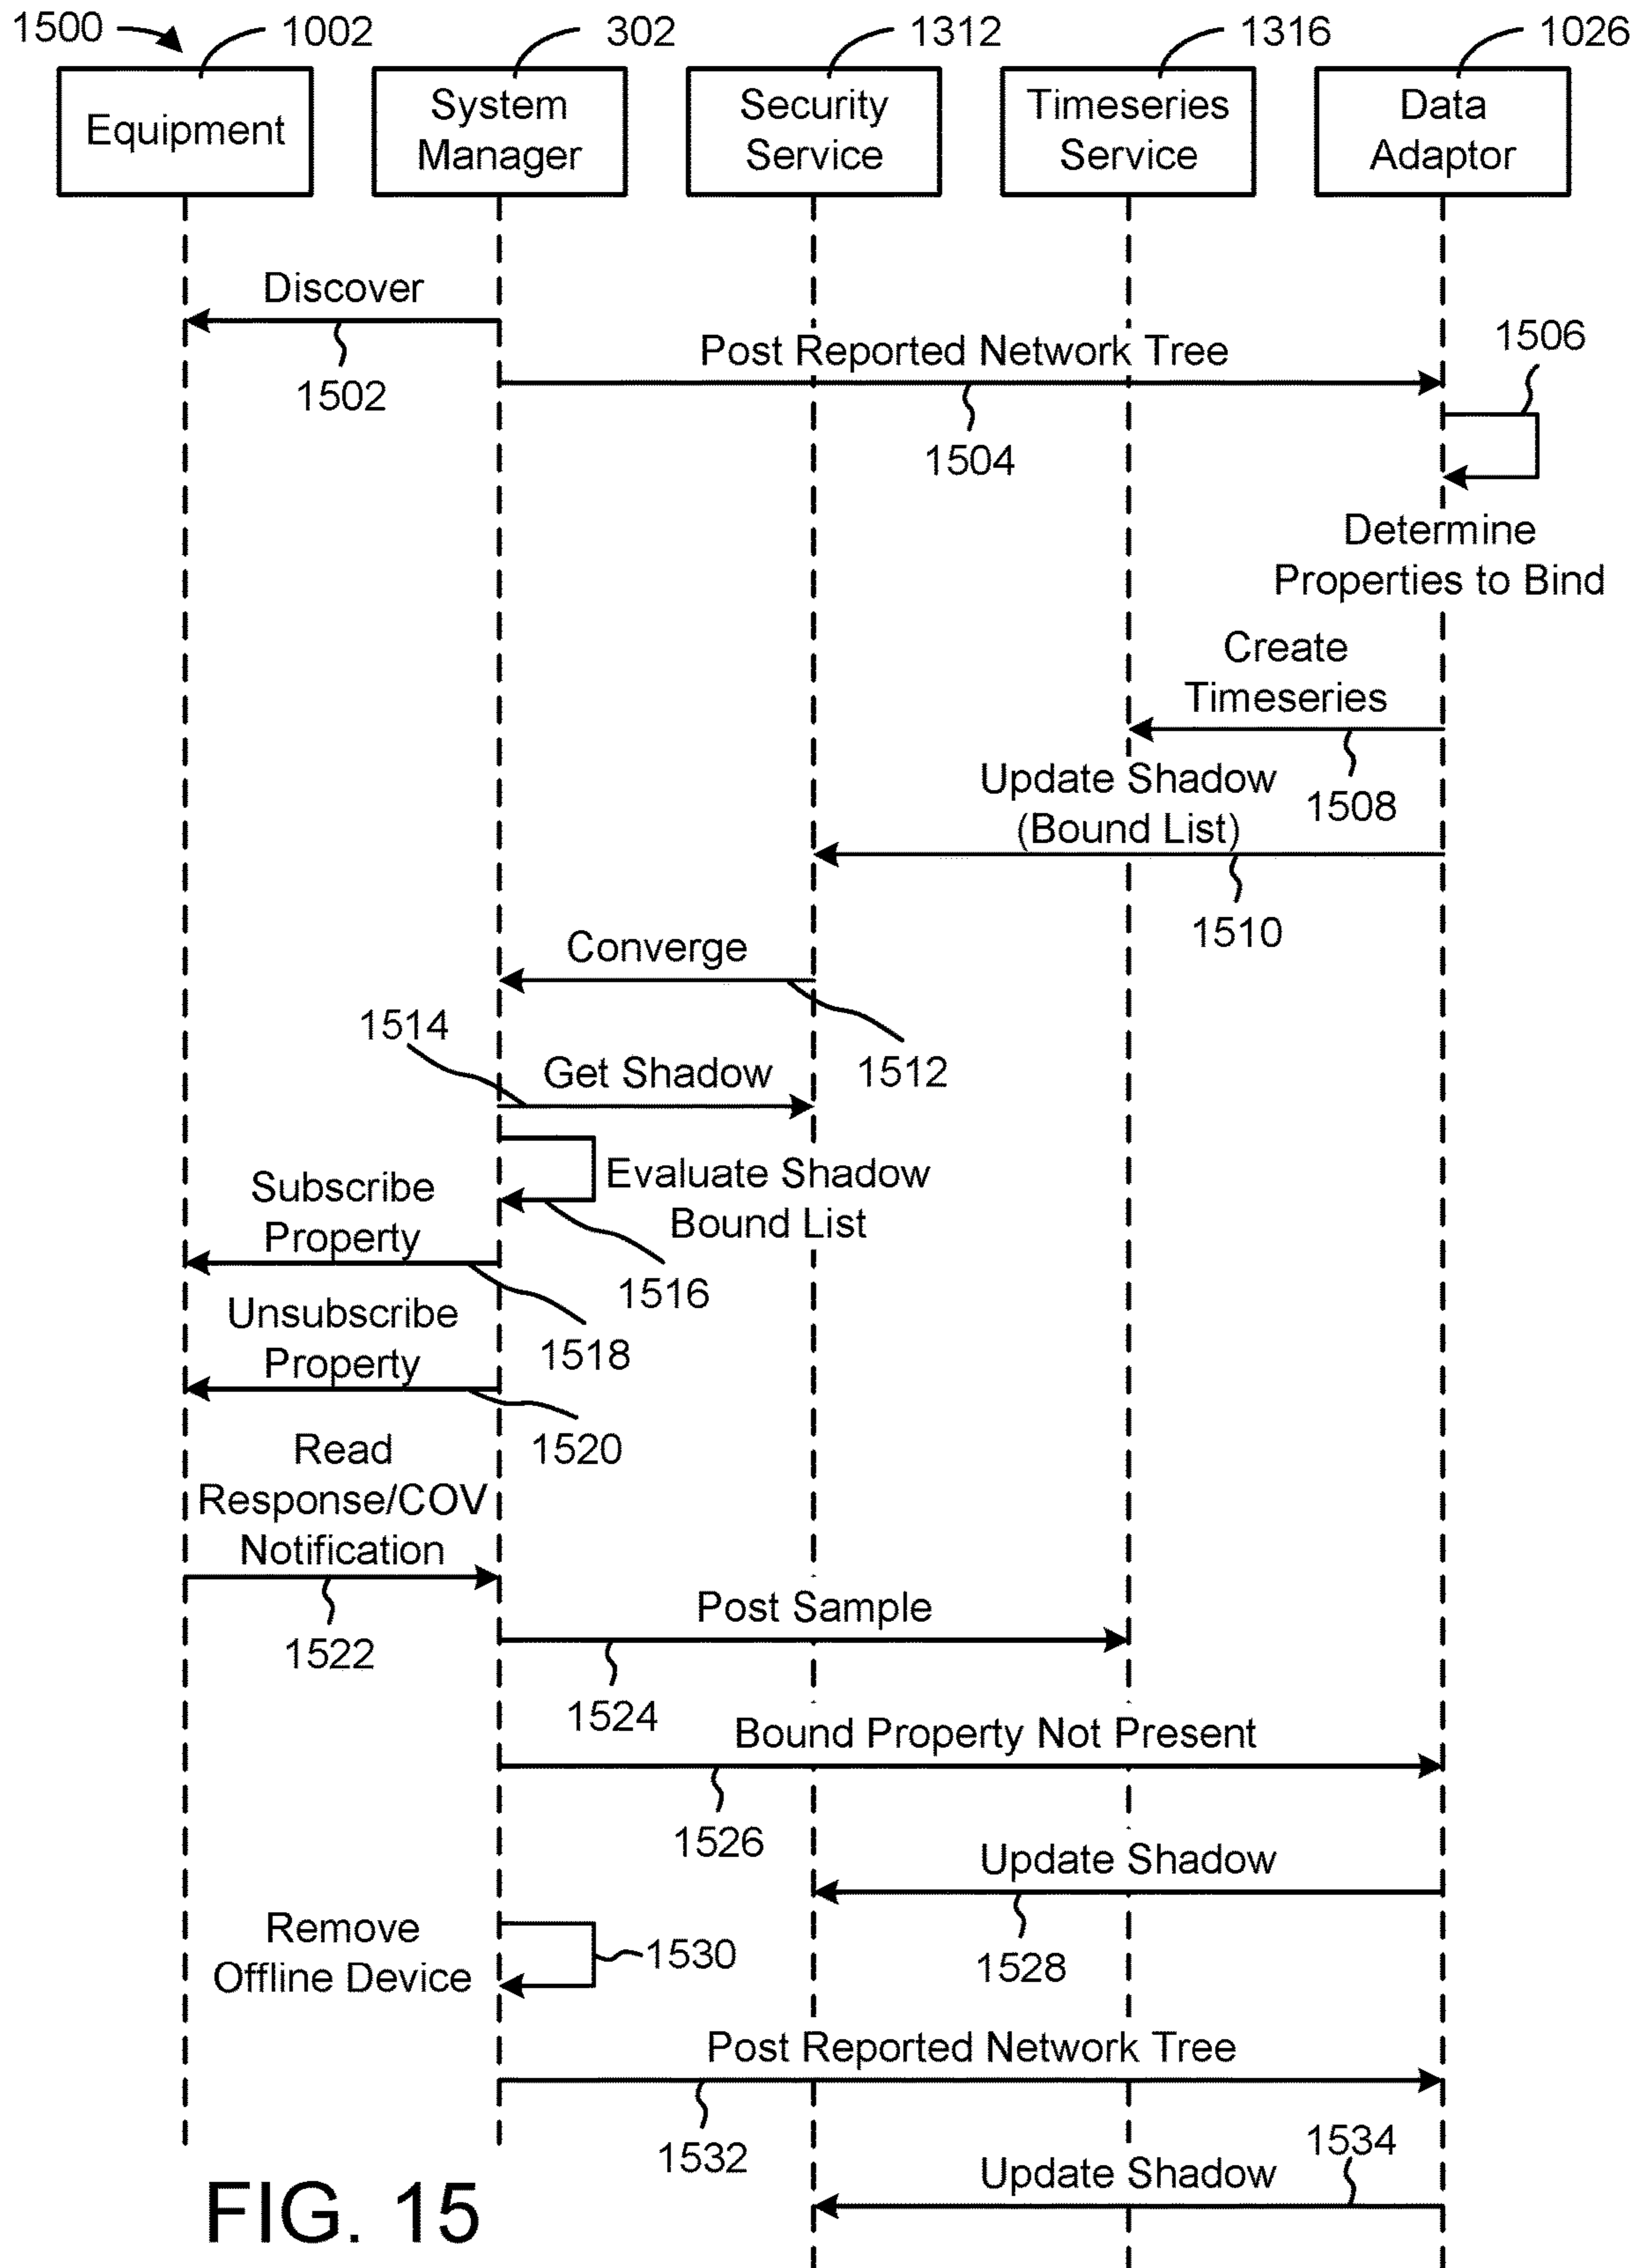 1500
1002
302
1312
1316
1026
Equipment
System
Manager
Security
Service
Timeseries
Service
Data
Adaptor
Discover
1502
Post Reported Network Tree
1504
1506
Determine
Properties to Bind
Create
Timeseries
1508
Update Shadow
(Bound List)
1510
Converge
1512
1514
Get Shadow
Evaluate Shadow
Bound List
1516
Subscribe
Property
1518
Unsubscribe
Property
1520
Read
Response/COV
Notification
1522
Post Sample
1524
Bound Property Not Present
1526
Update Shadow
1528
Remove
Offline Device
1530
Post Reported Network Tree
1532
1534
Update Shadow
FIG. 15